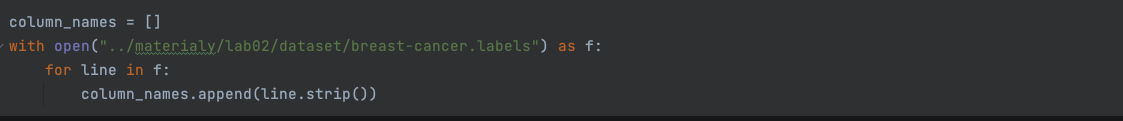 column_names = []
with open("../materialy/lab02/dataset/breast-cancer.labels") as f:
    for line in f:
        column_names.append(line.strip())